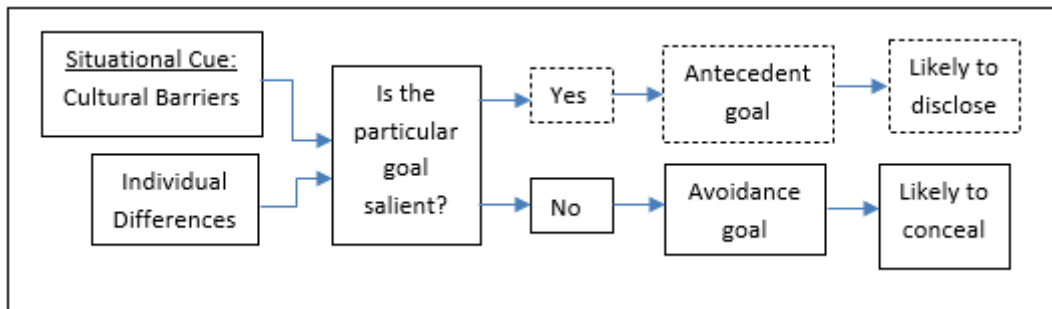 Situational Cue:
Cultural Barriers
Individual
Differences
Is the
particular
goal
salient?
Yes
Antecedent
goal
Likely to
disclose
No
Avoidance
goal
Likely to
conceal